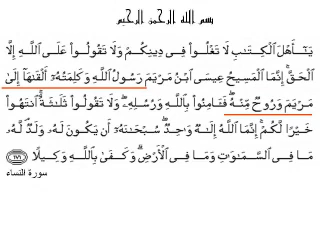 بسم الله الرحمن الرحيم
يَـٰٓأَهْلَ ٱلْكِتَـٰبِ لَا تَغْلُوا۟ فِى دِينِكُمْ وَلَا تَقُولُوا۟ عَلَى ٱللَّهِ إِلَّا
ٱلْحَقَّ ۚ إِنَّمَا ٱلْمَسِيحُ عِيسَى ٱبْنُ مَرْيَمَ رَسُولُ ٱللَّهِ وَكَلِمَتُهُۥٓ أَلْقَىٰهَآ إِلَىٰ
مَرْيَمَ وَرُوحٌ مِّنْهُ ۖ فَـَٔامِنُوا۟ بِٱللَّهِ وَرُسُلِهِۦ ۖ وَلَا تَقُولُوا۟ ثَلَـٰثَةٌ ۚ ٱنتَهُوا۟
خَيْرًا لَّكُمْ ۚ إِنَّمَا ٱللَّهُ إِلَـٰهٌ وَٰحِدٌ ۖ سُبْحَـٰنَهُۥٓ أَن يَكُونَ لَهُۥ وَلَدٌ ۘ لَّهُۥ
مَا فِى ٱلسَّمَـٰوَٰتِ وَمَا فِى ٱلْأَرْضِ ۗ وَكَفَىٰ بِٱللَّهِ وَكِيلًا ١٧١
سورة النساء